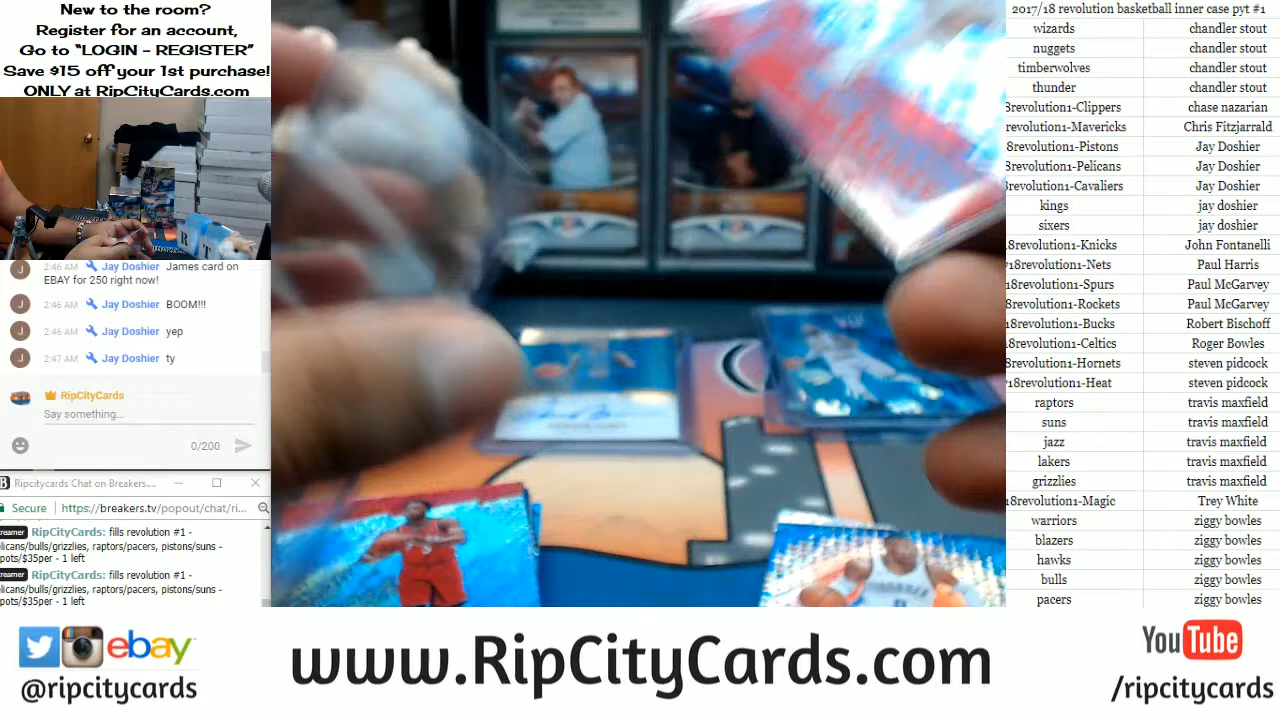 New to the room?
Register for an account,
Go to “LOGIN - REGISTER”
Save $15 off your 1st purchase!
ONLY at RipCityCards.com
2:46 AM Jay Doshier James card on
EBAY for 250 right now!
2:46 AM Jay Doshier BOOM!!!
2:46 AM Jay Doshier yep
2:47 AM Jay Doshier ty
RipCityCards
Say something...
0/200
Ripcitycards Chat on Breakers....
Secure https://breakers.tv/popout/chat/ri...
reamer RipCityCards: fills revolution #1 -
licans/bulls/grizzlies, raptors/pacers, pistons/suns -
pots/$35per - 1 left
reamer RipCityCards: fills revolution #1 -
licans/bulls/grizzlies, raptors/pacers, pistons/suns -
pots/$35per - 1 left
2017/18 revolution basketball inner case pyt #1
wizards chandler stout
nuggets chandler stout
timberwolves chandler stout
thunder chandler stout
8revolution1-Clippers chase nazarian
revolution1-Mavericks Chris Fitzjarrald
18revolution1-Pistons Jay Doshier
8revolution1-Pelicans Jay Doshier
8revolution1-Cavaliers Jay Doshier
kings jay doshier
sixers jay doshier
18revolution1-Knicks John Fontanelli
18revolution1-Nets Paul Harris
18revolution1-Spurs Paul McGarvey
8revolution1-Rockets Paul McGarvey
18revolution1-Bucks Robert Bischoff
18revolution1-Celtics Roger Bowles
8revolution1-Hornets steven pidcock
18revolution1-Heat steven pidcock
raptors travis maxfield
suns travis maxfield
jazz travis maxfield
lakers travis maxfield
grizzlies travis maxfield
18revolution1-Magic Trey White
warriors ziggy bowles
blazers ziggy bowles
hawks ziggy bowles
bulls ziggy bowles
pacers ziggy bowles
ebay
@ripcitycards
www.RipCityCards.com
YouTube
/ripcitycards